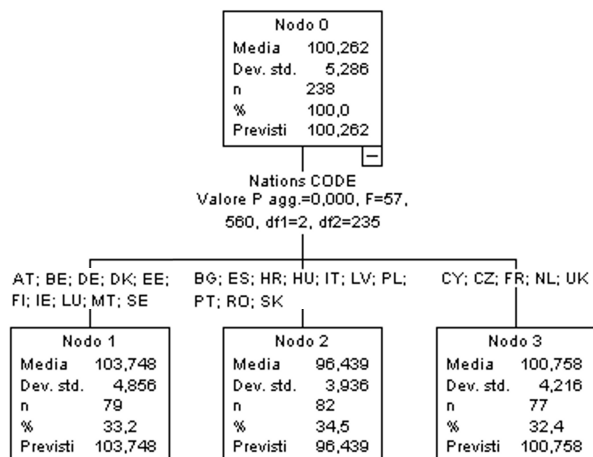 Nodo 0
Media 100,262
Dev. std. 5,286
n 238
% 100,0
Previsti 100,262
Nations CODE
Valore P agg.=0,000, F=57,
560, df1=2, df2=235
AT; BE; DE; DK; EE;
FI; IE; LU; MT; SE
Nodo 1
Media 103,748
Dev. std. 4,856
n 79
% 33,2
Previsti 103,748
BG; ES; HR; HU; IT; LV; PL;
PT; RO; SK
Nodo 2
Media 96,439
Dev. std. 3,936
n 82
% 34,5
Previsti 96,439
CY; CZ; FR; NL; UK
Nodo 3
Media 100,758
Dev. std. 4,216
n 77
% 32,4
Previsti 100,758